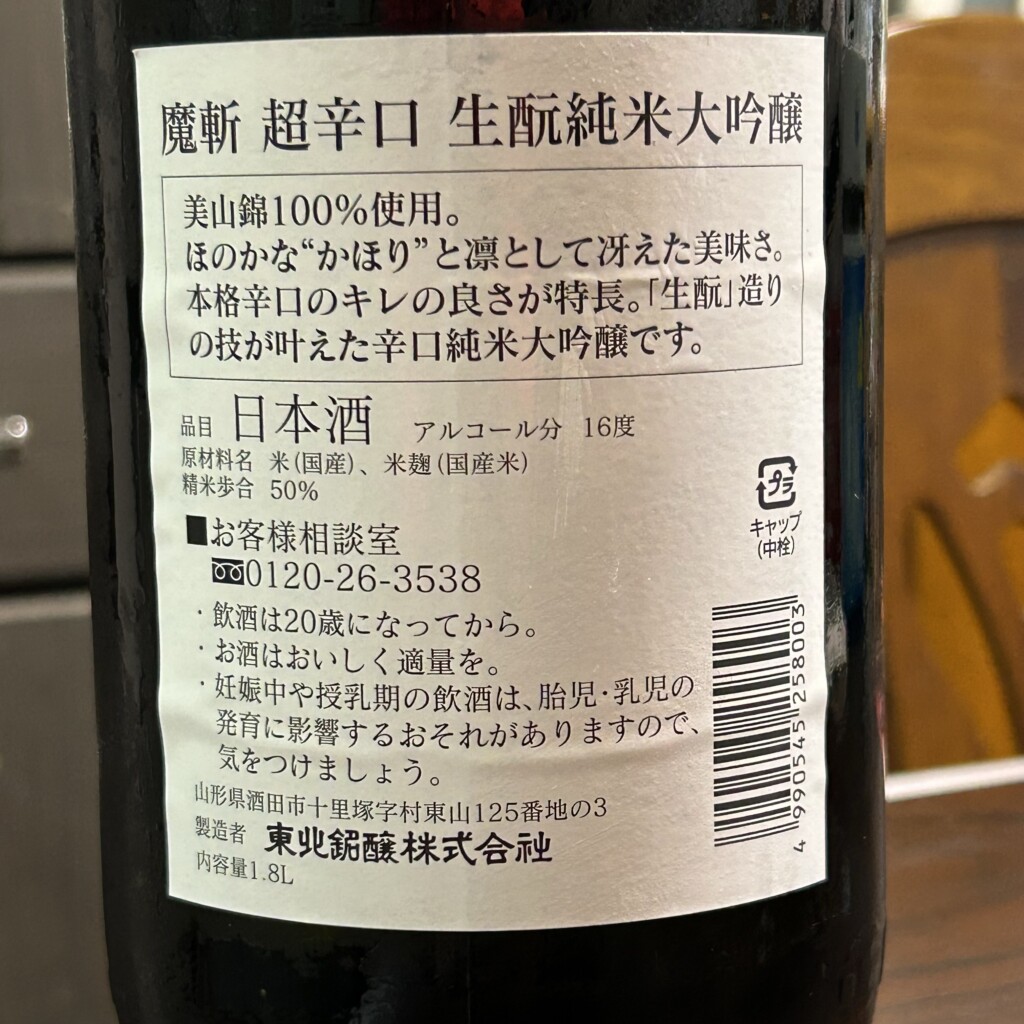 魔斬 超辛口 生酛純米大吟醸
美山錦100%使用。
ほのかな“かほり”と凛として冴えた美味さ。
本格辛口のキレの良さが特長。「生酛」造り
の技が叶えた辛口純米大吟醸です。
品目 日本酒 アルコール分 16度
原材料名 米(国産)、米麹(国産米)
精米歩合 50%
プラ
キャップ
(中栓)
■お客様相談室
0120-26-3538
・飲酒は20歳になってから。
・お酒はおいしく適量を。
・妊娠中や授乳期の飲酒は、胎児・乳児の
発育に影響するおそれがありますので、
気をつけましょう。
山形県酒田市十里塚字村東山125番地の3
製造者 東北銘醸株式会社
内容量1.8L
4 990545 258003